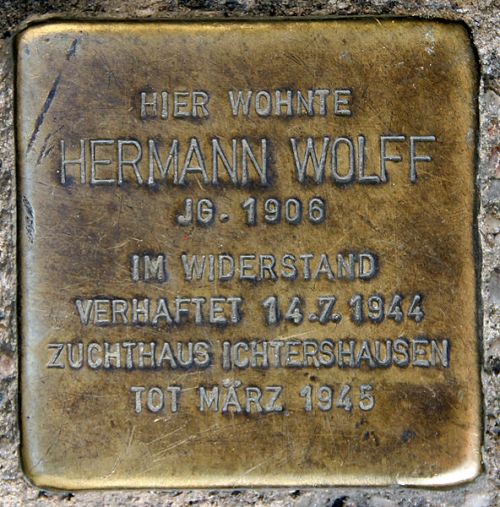 HIER WOHNTE
HERMANN WOLFF
JG. 1906
IM WIDERSTAND
VERHAFTET 14.7.1944
ZUCHTHAUS ICHTERSHAUSEN
TOT MÄRZ 1945